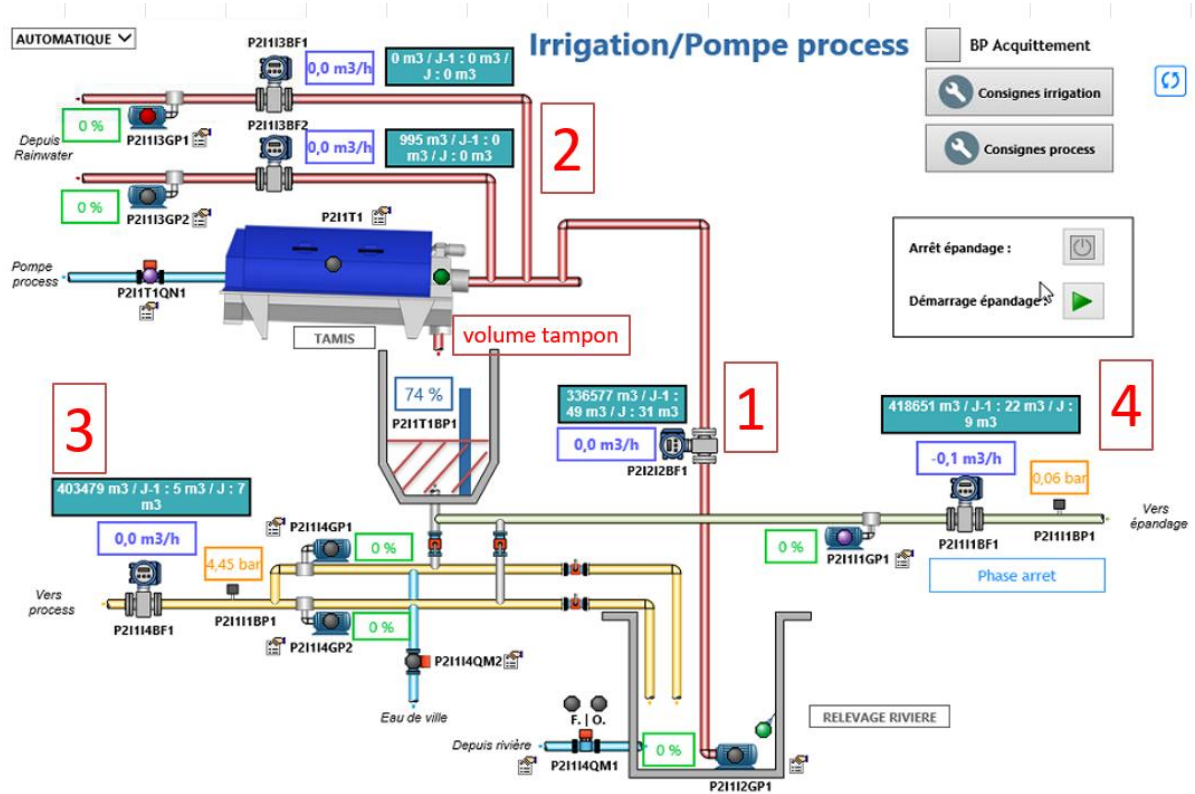 AUTOMATIQUE
Irrigation/Pompe process
BP Acquittement
Consignes irrigation
Consignes process
P2I1I3BF1
0,0 m3/h
0 m3 / J-1 : 0 m3 /
J : 0 m3
0 %
P2I1I3GP1
Depuis
Rainwater
P2I1I3BF2
0,0 m3/h
995 m3 / J-1 : 0
m3 / J : 0 m3
2
0 %
P2I1I3GP2
P2I1T1
Pompe
process
P2I1T1QN1
TAMIS
volume tampon
Arrêt épandage :
Démarrage épandage :
74 %
P2I1T1BP1
336577 m3 / J-1 :
49 m3 / J : 31 m3
0,0 m3/h
P2I2I2BF1
1
418651 m3 / J-1 : 22 m3 / J :
9 m3
4
-0,1 m3/h
0,06 bar
P2I1I1BF1
P2I1I1BP1
Vers
épandage
0 %
P2I1I1GP1
Phase arret
3
403479 m3 / J-1 : 5 m3 / J : 7
m3
0,0 m3/h
4,45 bar
P2I1I4GP1
0 %
Vers
process
P2I1I4BF1
P2I1I1BP1
0 %
P2I1I4GP2
P2I1I4QM2
Eau de ville
F. | O.
Depuis rivière
P2I1I4QM1
0 %
P2I1I2GP1
RELEVAGE RIVIERE